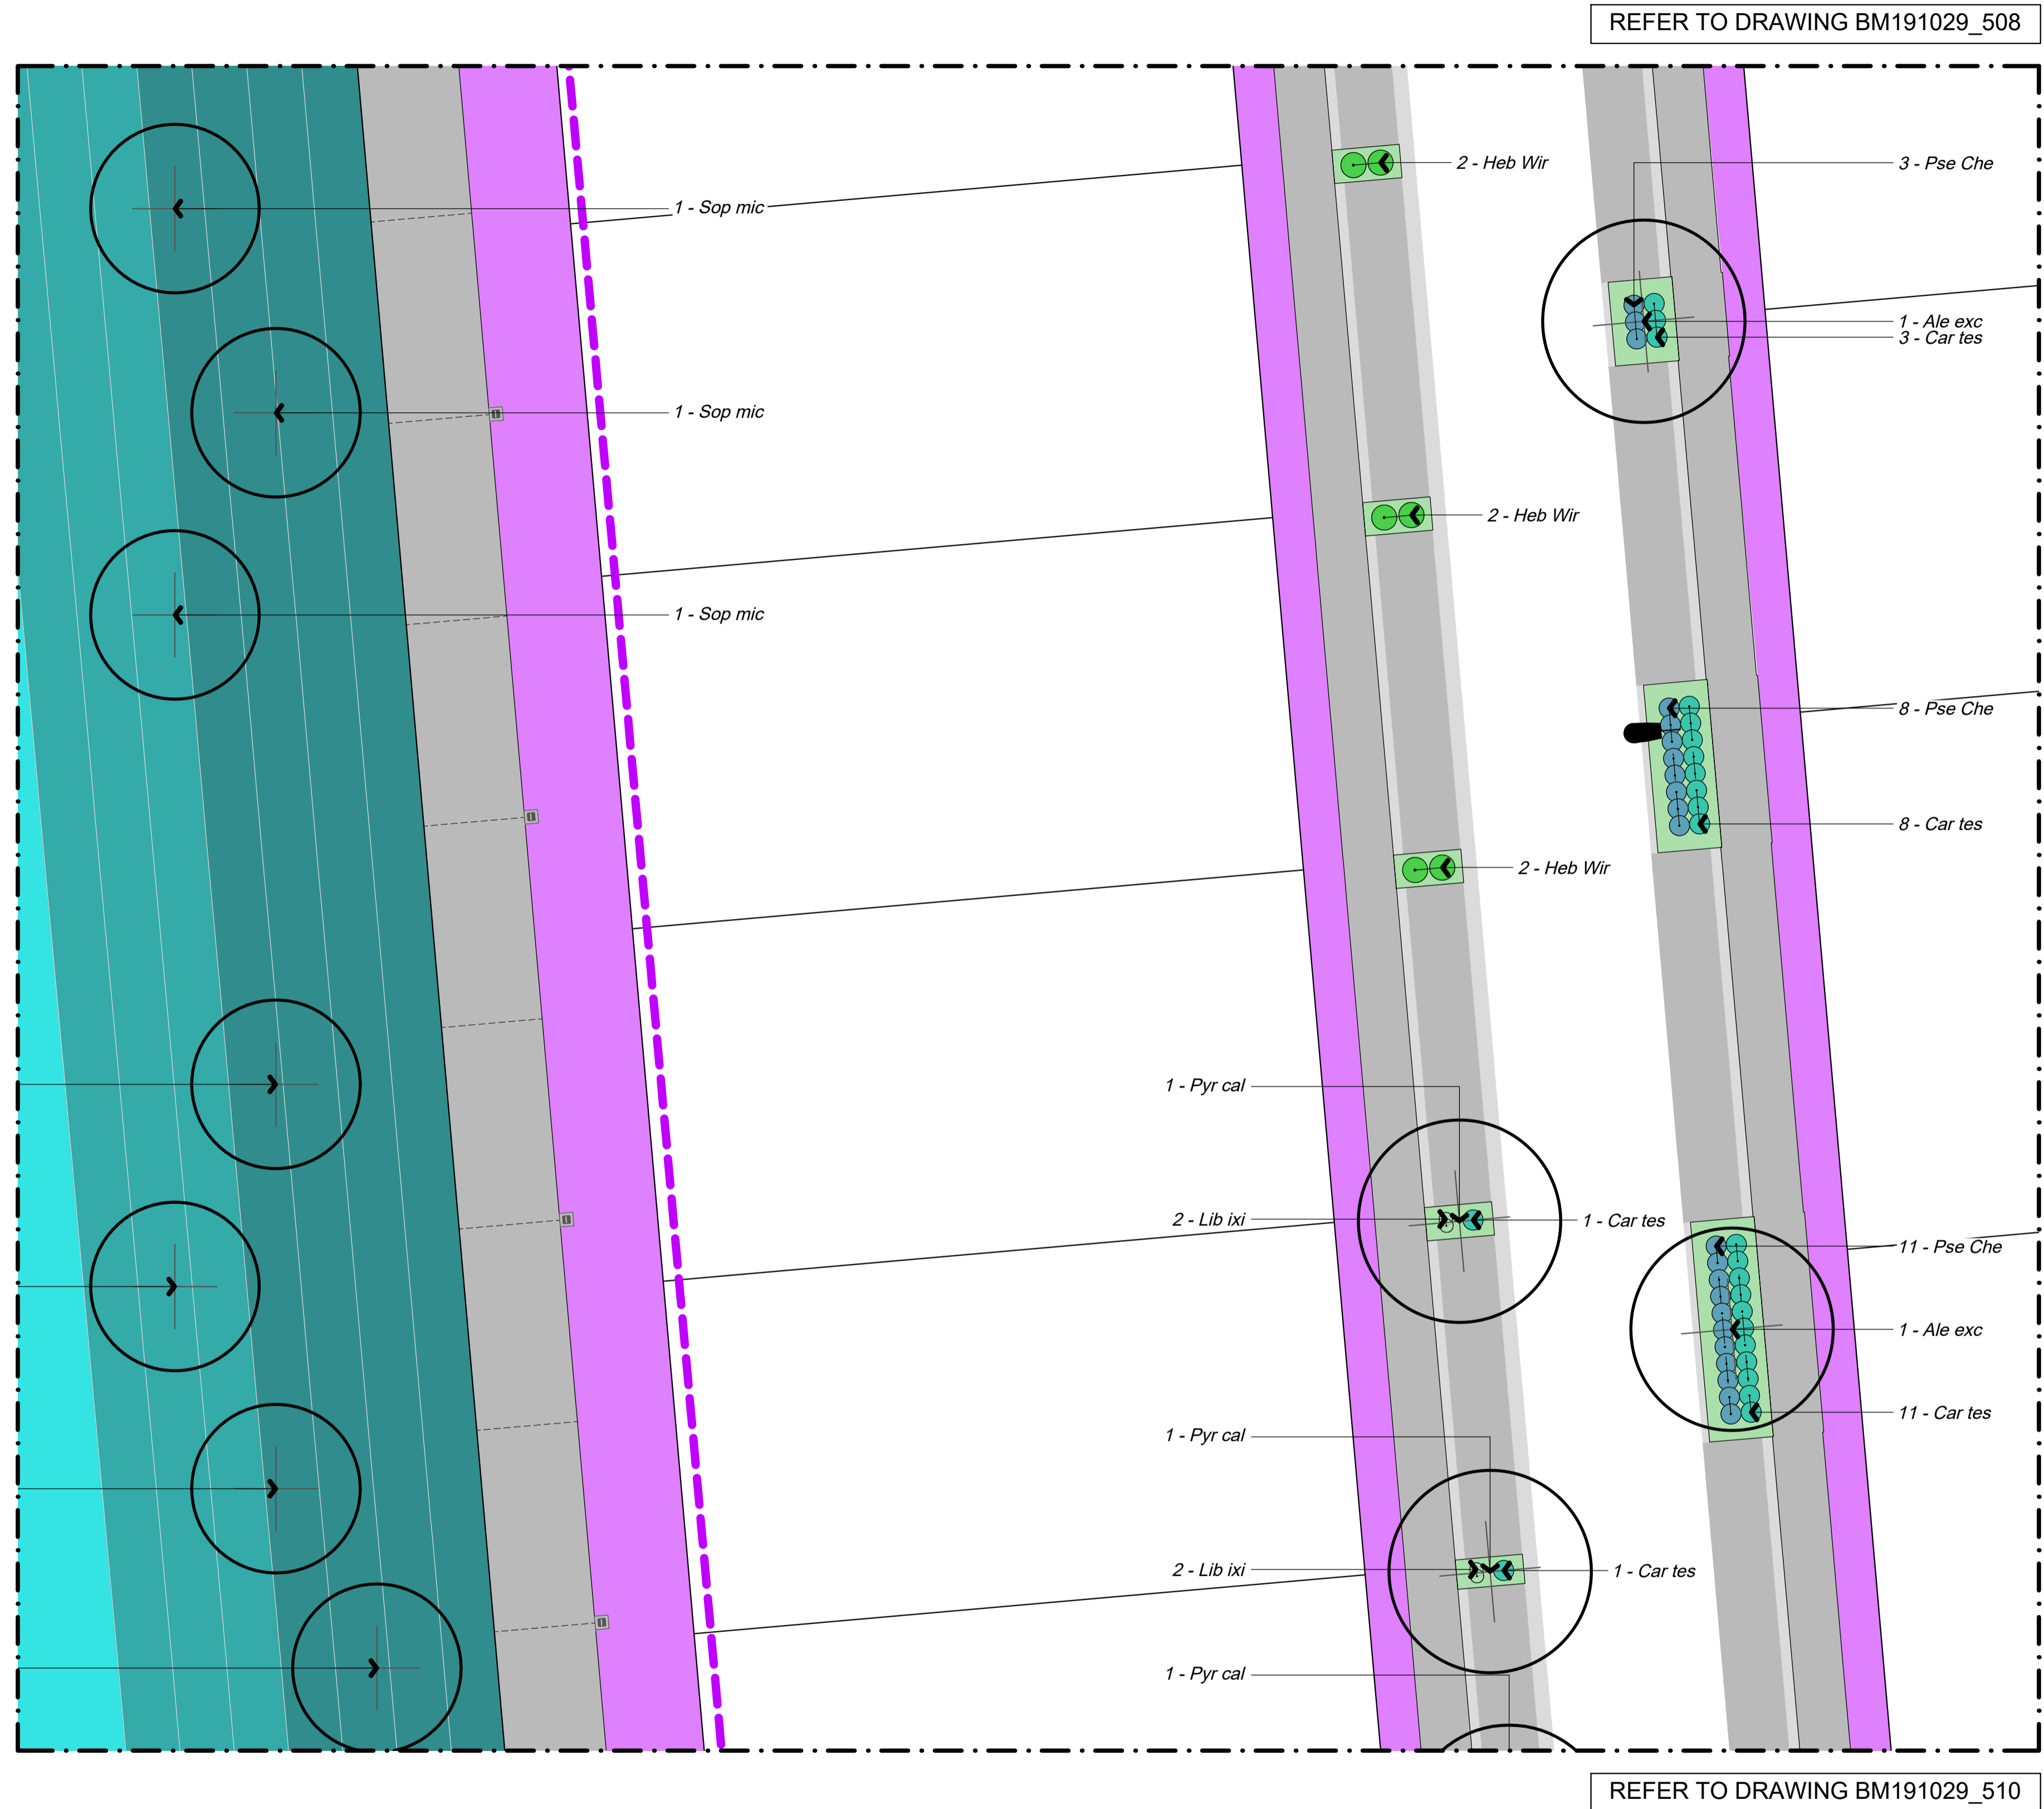 REFER TO DRAWING BM191029_508
2 - Heb Wir
3 - Pse Che
1 - Sop mic
1 - Ale exc
3 - Car tes
1 - Sop mic
2 - Heb Wir
1 - Sop mic
8 - Pse Che
8 - Car tes
2 - Heb Wir
1 - Pyr cal
2 - Lib ixi
1 - Car tes
11 - Pse Che
1 - Ale exc
11 - Car tes
1 - Pyr cal
2 - Lib ixi
1 - Car tes
1 - Pyr cal
REFER TO DRAWING BM191029_510